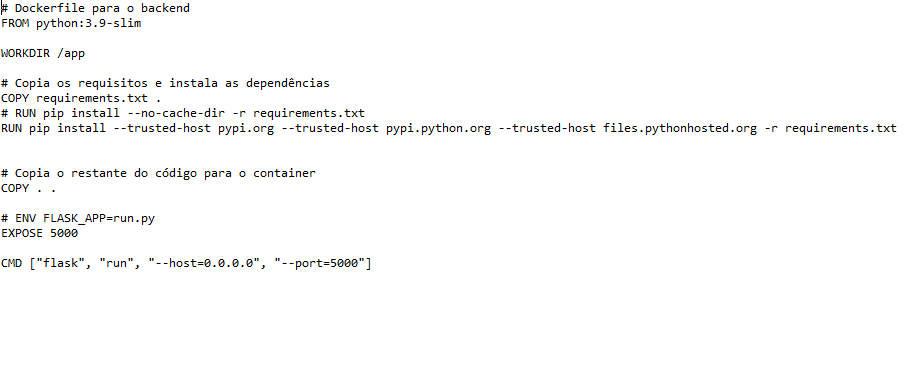 # Dockerfile para o backend
FROM python:3.9-slim
WORKDIR /app
# Copia os requisitos e instala as dependências
COPY requirements.txt .
# RUN pip install --no-cache-dir -r requirements.txt
RUN pip install --trusted-host pypi.org --trusted-host pypi.python.org --trusted-host files.pythonhosted.org -r requirements.txt
# Copia o restante do código para o container
COPY . .
# ENV FLASK_APP=run.py
EXPOSE 5000
CMD ["flask", "run", "--host=0.0.0.0", "--port=5000"]